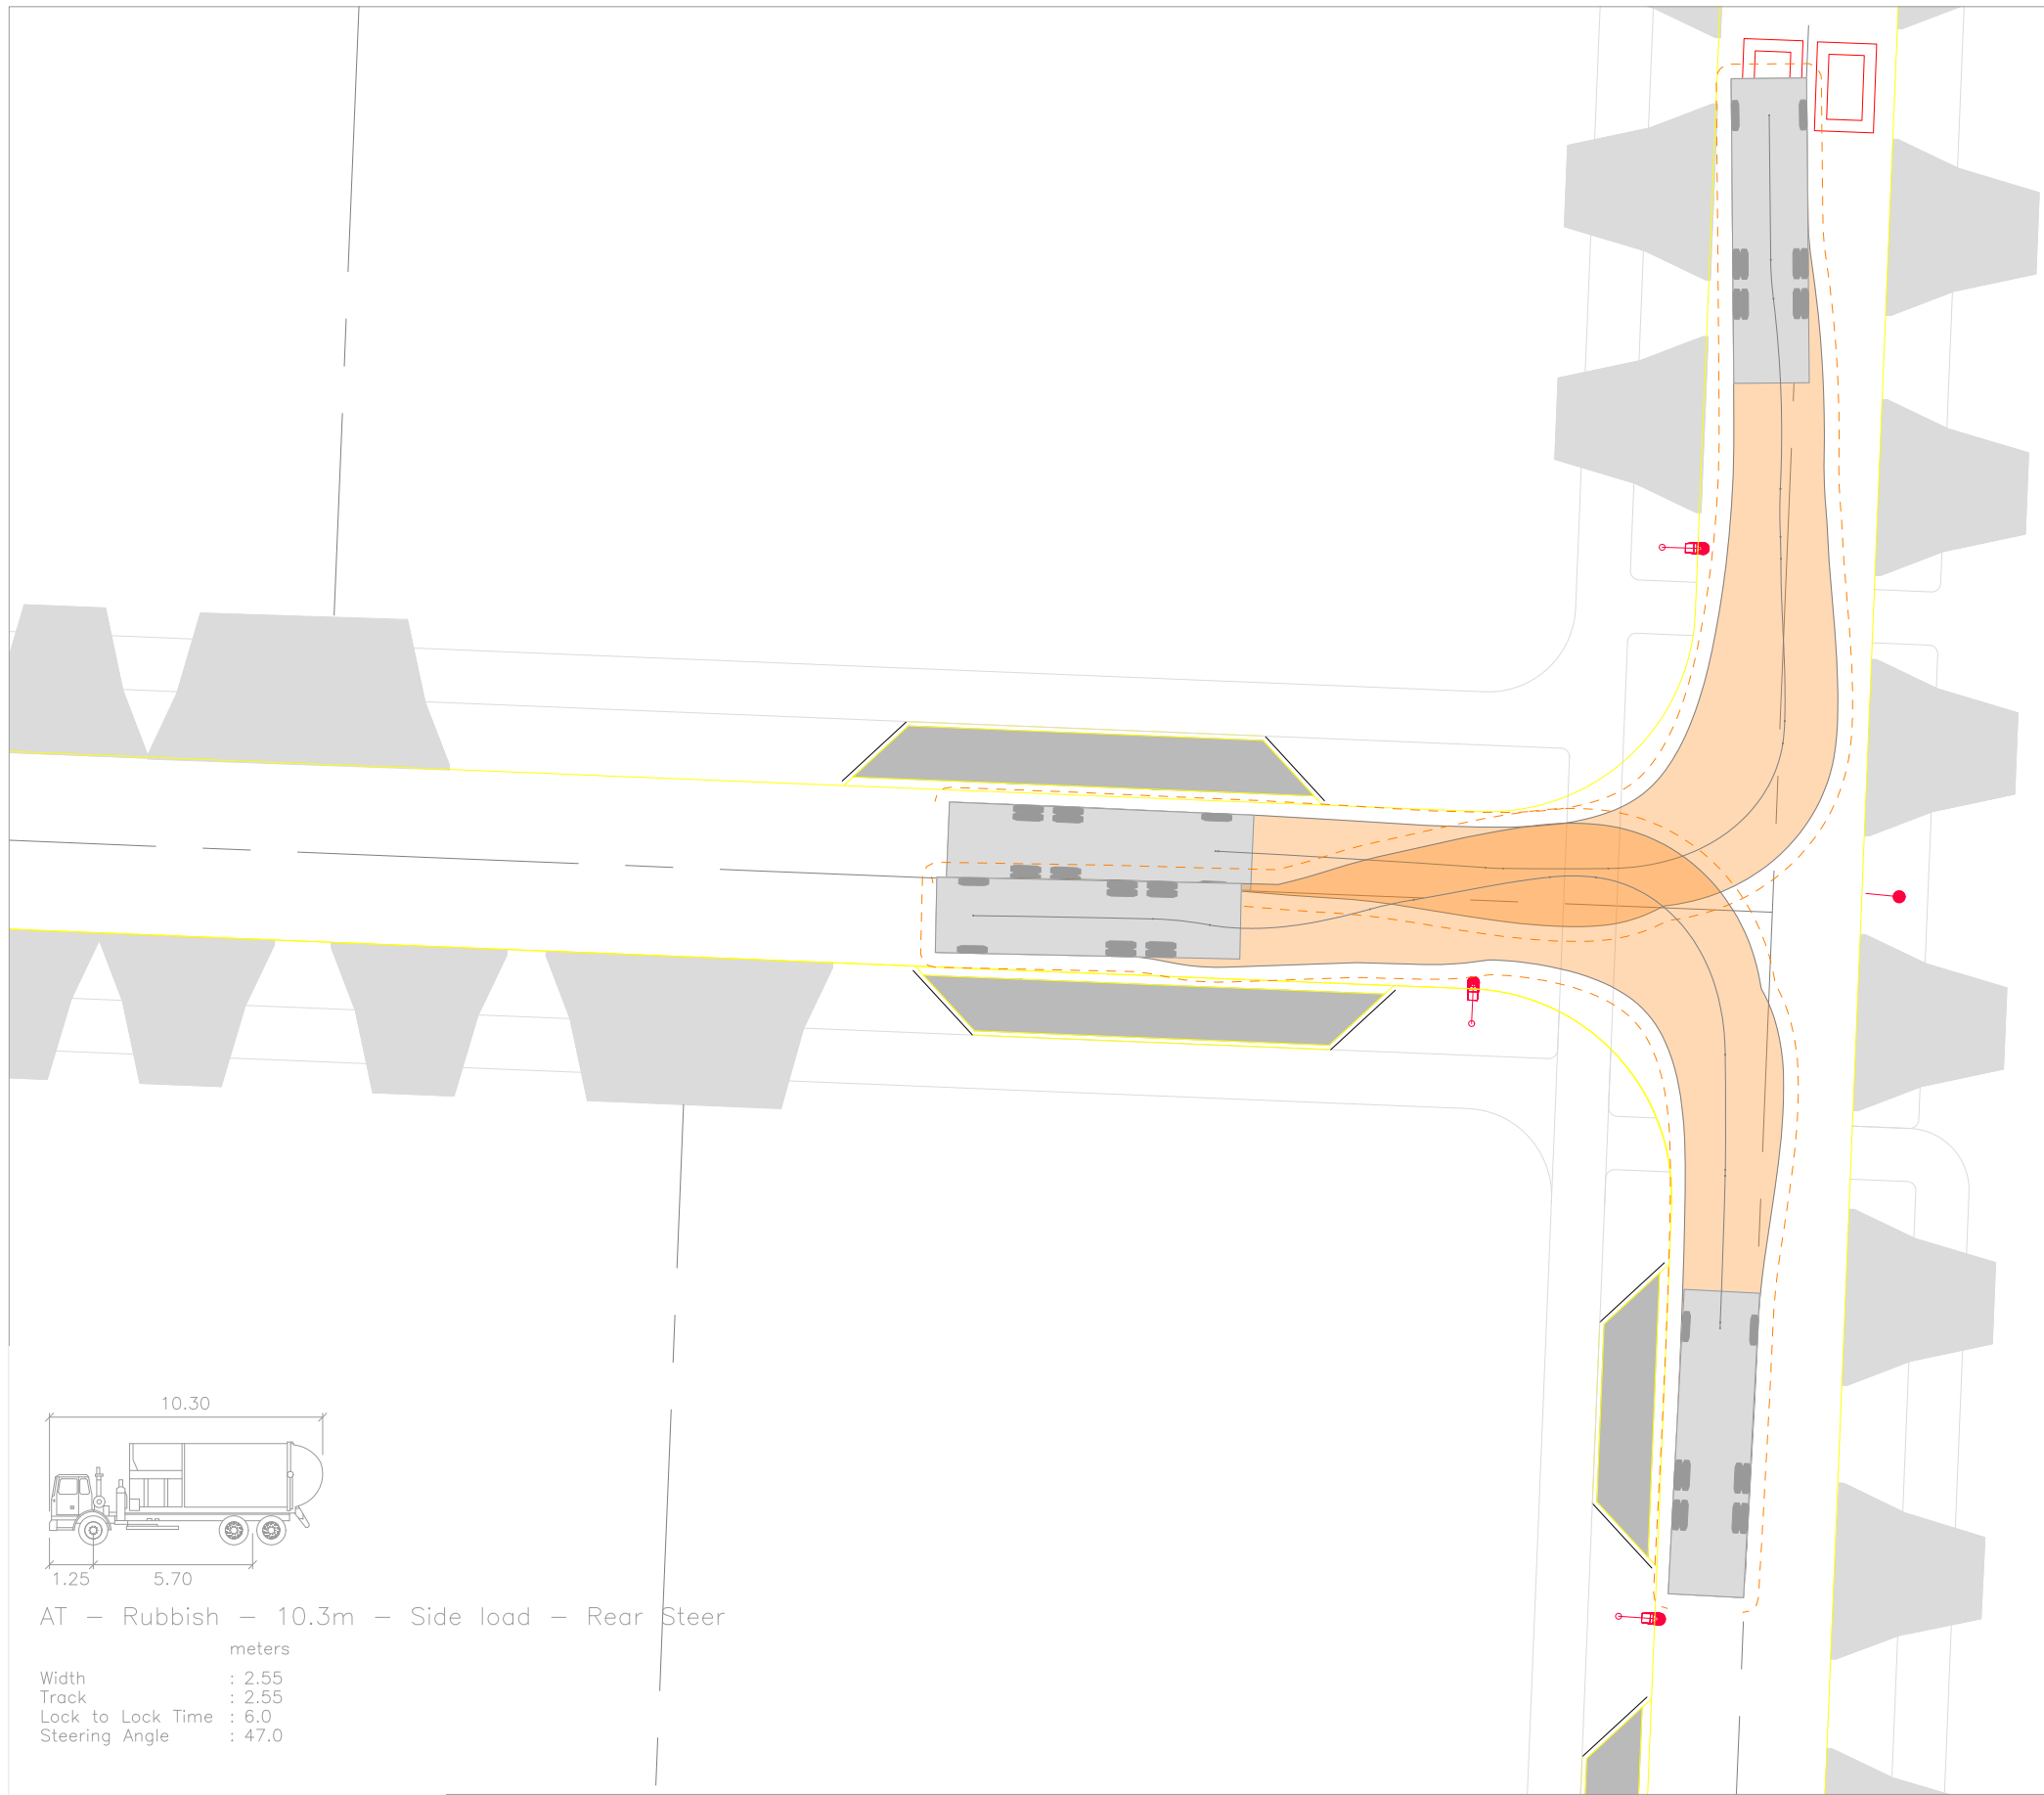 10.30
1.25 5.70
AT – Rubbish – 10.3m – Side load – Rear Steer
meters
Width : 2.55
Track : 2.55
Lock to Lock Time : 6.0
Steering Angle : 47.0